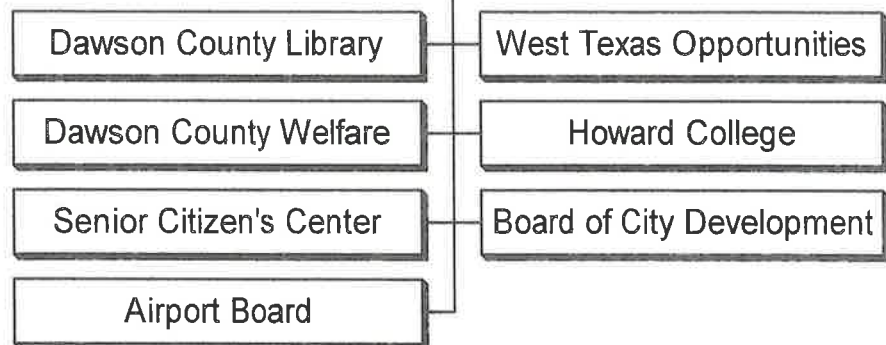 Dawson County Library
West Texas Opportunities
Dawson County Welfare
Howard College
Senior Citizen's Center
Board of City Development
Airport Board